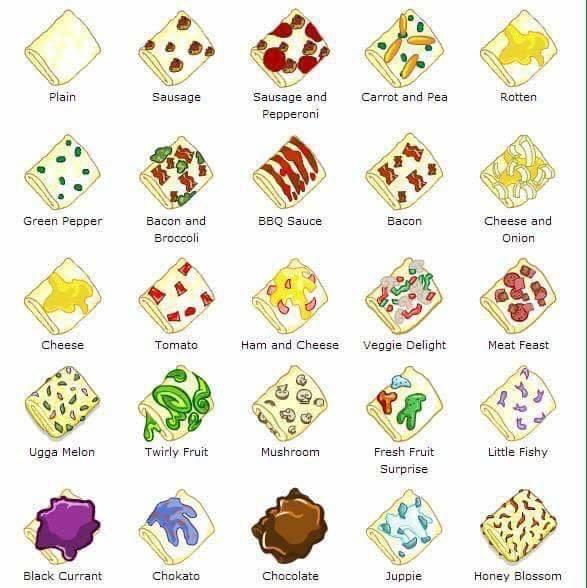 Plain
Sausage
Sausage and
Pepperoni
Carrot and Pea
Rotten
Green Pepper
Bacon and
Broccoli
BBQ Sauce
Bacon
Cheese and
Onion
Cheese
Tomato
Ham and Cheese
Veggie Delight
Meat Feast
Ugga Melon
Twirly Fruit
Mushroom
Fresh Fruit
Surprise
Little Fishy
Black Currant
Chokato
Chocolate
Juppie
Honey Blossom